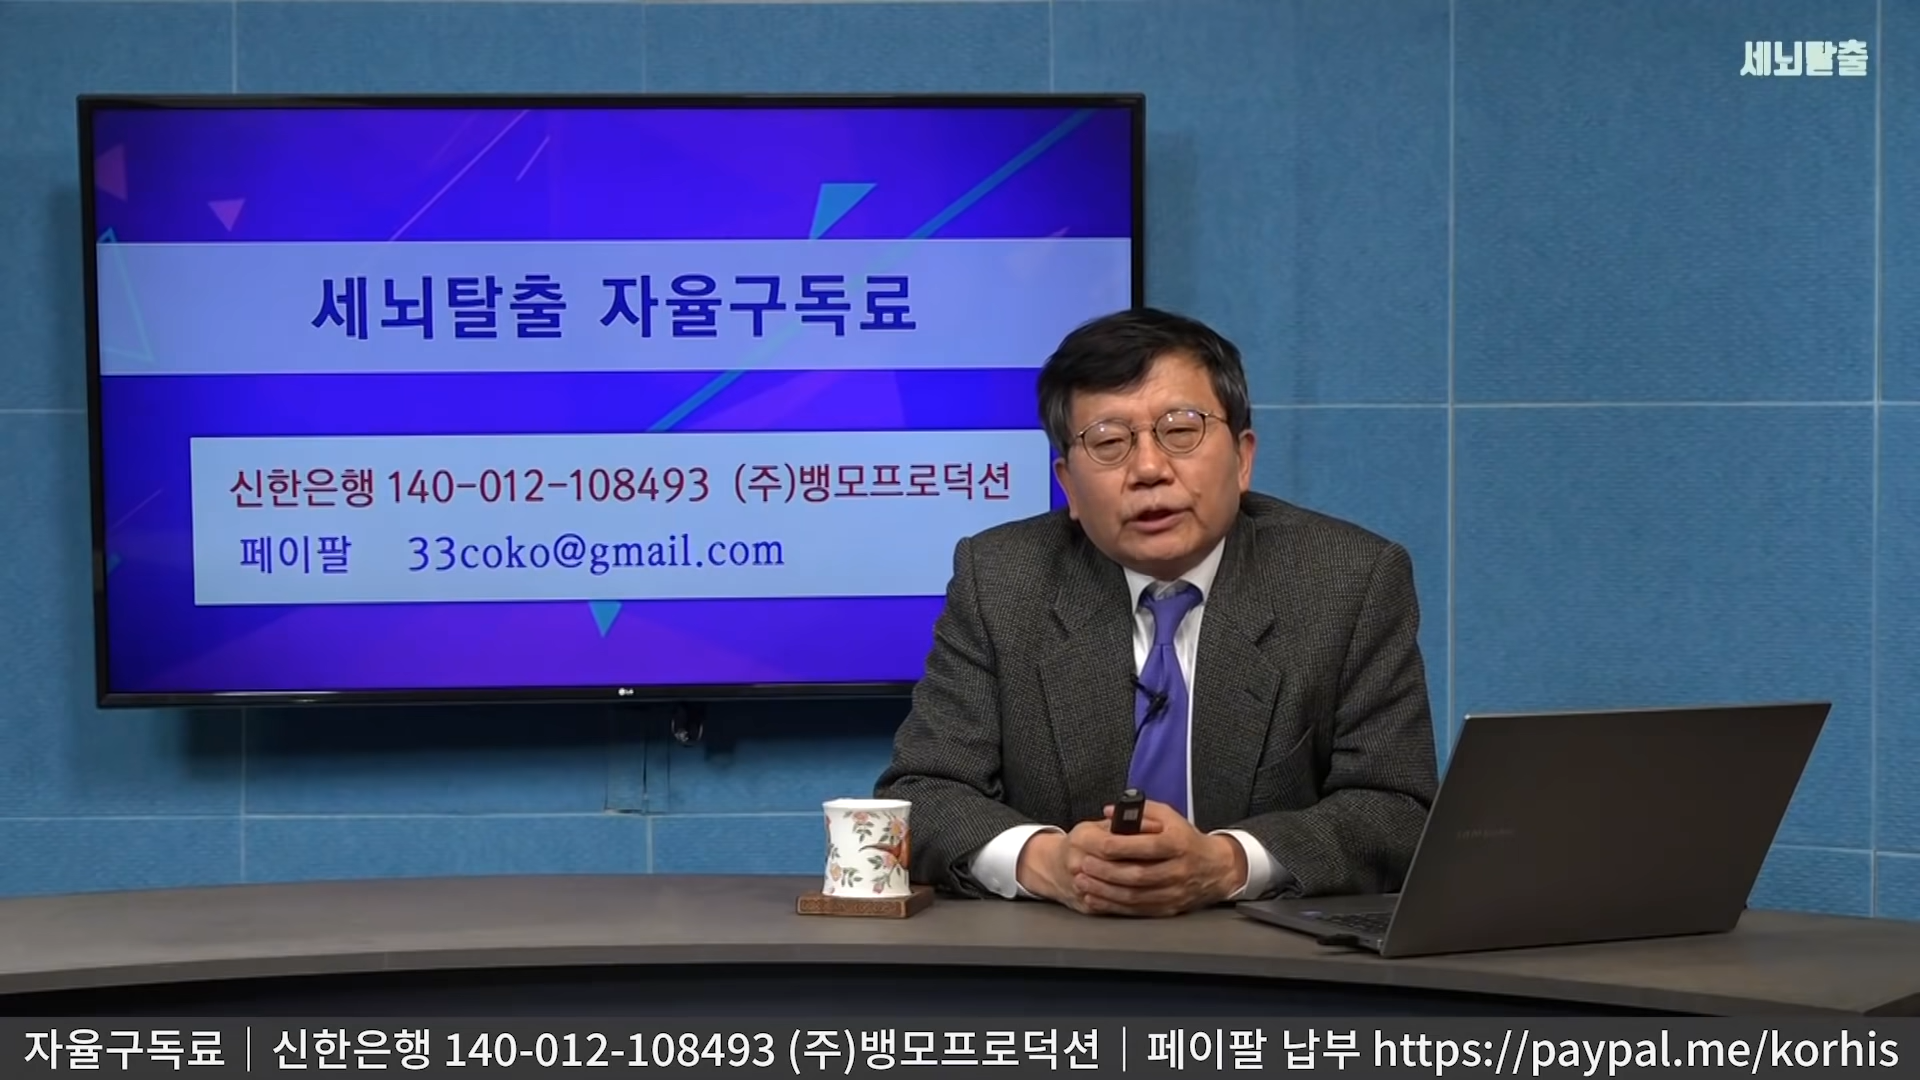 세뇌탈출
세뇌탈출 자율구독료
신한은행 140-012-108493 (주)뱅모프로덕션
페이팔 33coko@gmail.com
LG
SAMSUNG
자율구독료│신한은행 140-012-108493 (주)뱅모프로덕션│페이팔 납부 https://paypal.me/korhis